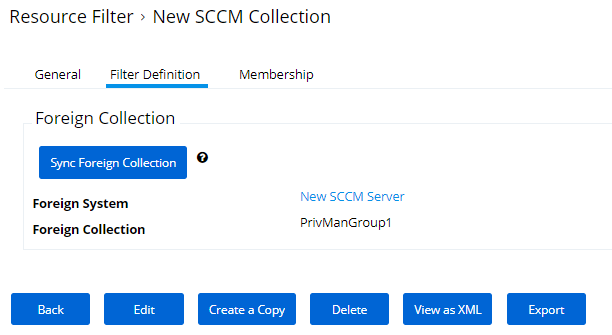 Resource Filter › New SCCM Collection
General Filter Definition Membership
Foreign Collection
Sync Foreign Collection ?
Foreign System New SCCM Server
Foreign Collection PrivManGroup1
Back Edit Create a Copy Delete View as XML Export